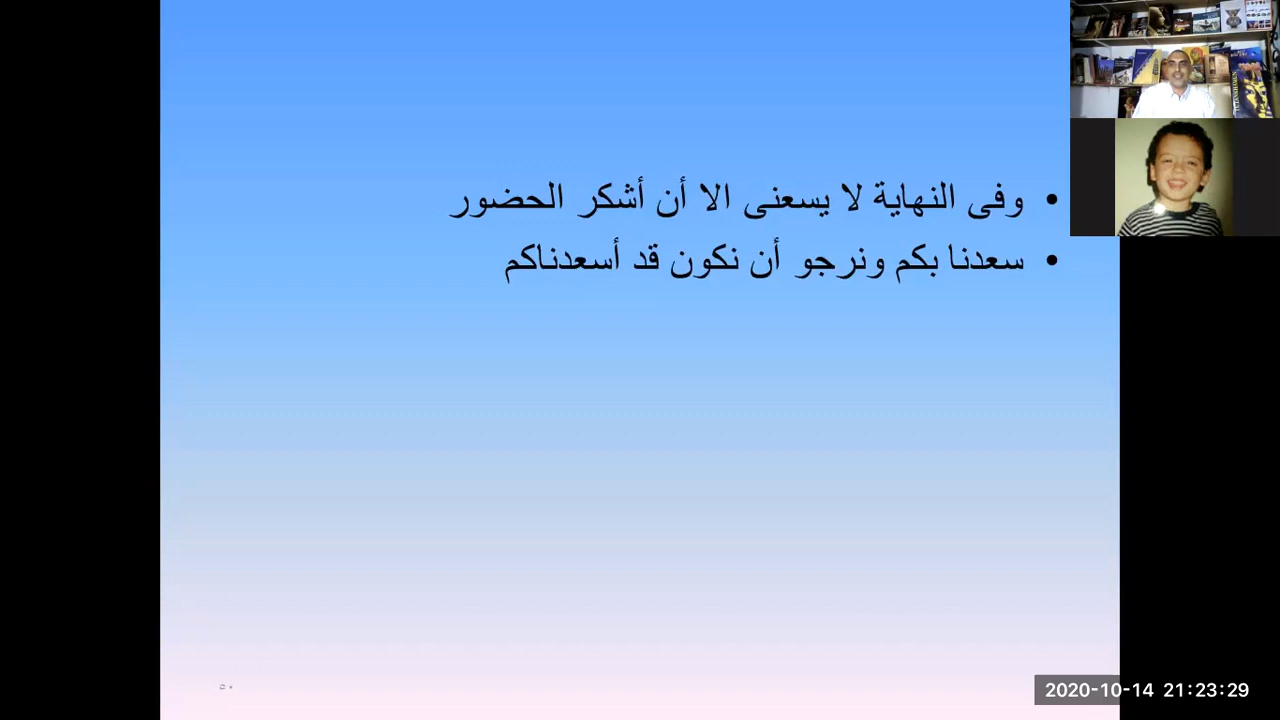 • وفى النهاية لا يسعنى الا أن أشكر الحضور
• سعدنا بكم ونرجو أن نكون قد أسعدناكم
2020-10-14 21:23:29